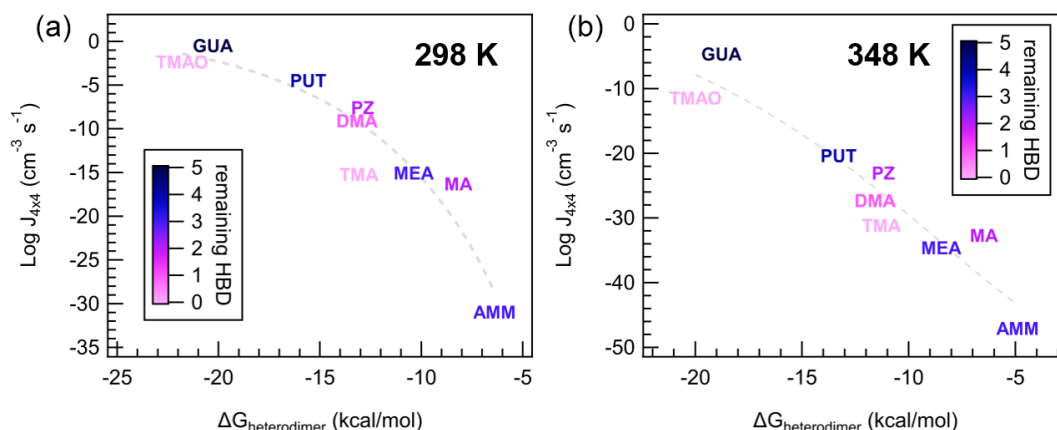 (a)
298 K
Log J4x4 (cm-3 s-1)
0
-5
-10
-15
-20
-25
-30
-35
GUA
TMAO
PUT
PZ
DMA
TMA
MEA
MA
AMM
5
4
3
2
1
0
remaining HBD
-25
-20
-15
-10
-5
ΔGheterodimer (kcal/mol)
(b)
348 K
Log J4x4 (cm-3 s-1)
0
-10
-20
-30
-40
-50
GUA
TMAO
PUT
PZ
DMA
TMA
MEA
MA
AMM
5
4
3
2
1
0
remaining HBD
-20
-15
-10
-5
ΔGheterodimer (kcal/mol)